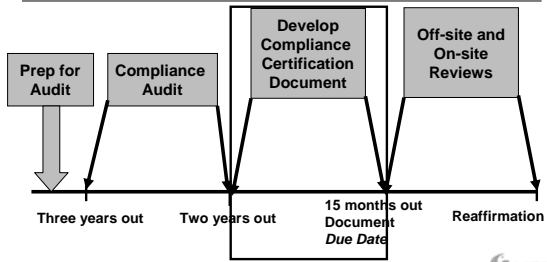 Prep for
Audit
Compliance
Audit
Develop
Compliance
Certification
Document
Off-site and
On-site
Reviews
Three years out
Two years out
15 months out
Document
Due Date
Reaffirmation